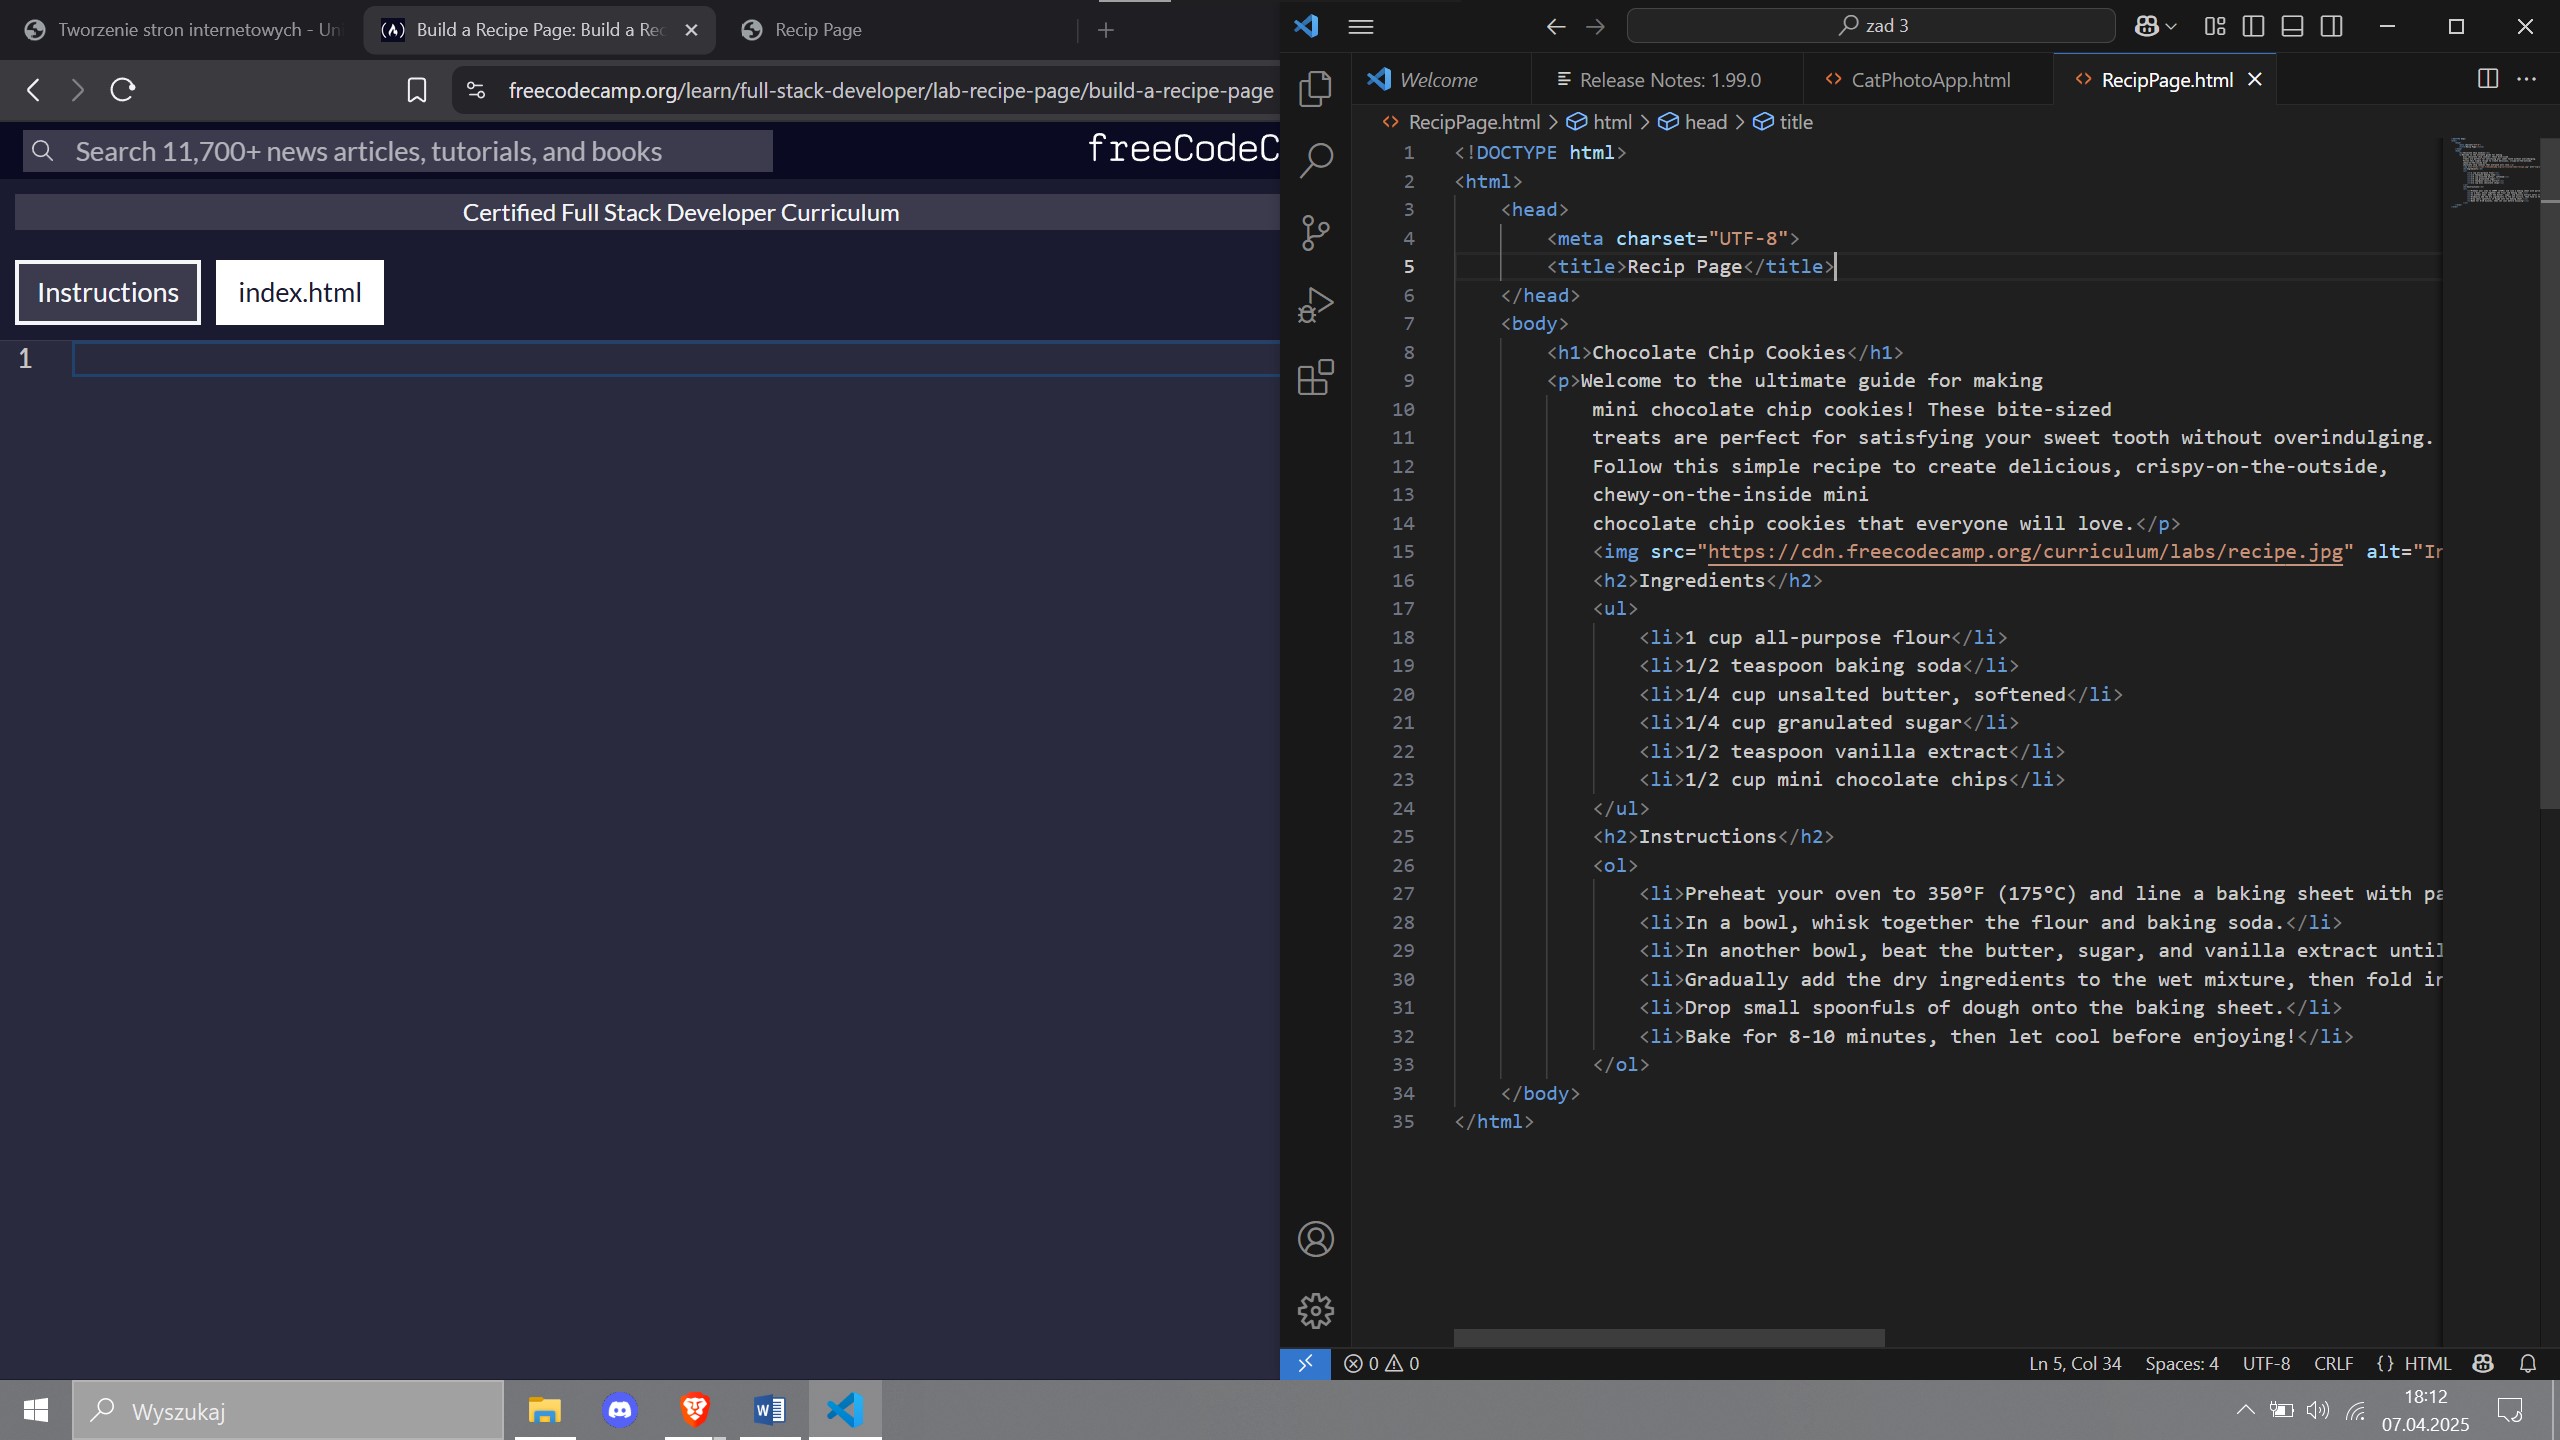 Tworzenie stron internetowych - Un
Build a Recipe Page: Build a Rec
Recip Page
freecodecamp.org/learn/full-stack-developer/lab-recipe-page/build-a-recipe-page
Search 11,700+ news articles, tutorials, and books
freeCodeC
Certified Full Stack Developer Curriculum
Instructions
index.html
1
zad 3
Welcome
Release Notes: 1.99.0
CatPhotoApp.html
RecipPage.html
RecipPage.html > html > head > title
1 <!DOCTYPE html>
2 <html>
3 <head>
4 <meta charset="UTF-8">
5 <title>Recip Page</title>
6 </head>
7 <body>
8 <h1>Chocolate Chip Cookies</h1>
9 <p>Welcome to the ultimate guide for making
10 mini chocolate chip cookies! These bite-sized
11 treats are perfect for satisfying your sweet tooth without overindulging.
12 Follow this simple recipe to create delicious, crispy-on-the-outside,
13 chewy-on-the-inside mini
14 chocolate chip cookies that everyone will love.</p>
15 <img src="https://cdn.freecodecamp.org/curriculum/labs/recipe.jpg" alt="In
16 <h2>Ingredients</h2>
17 <ul>
18 <li>1 cup all-purpose flour</li>
19 <li>1/2 teaspoon baking soda</li>
20 <li>1/4 cup unsalted butter, softened</li>
21 <li>1/4 cup granulated sugar</li>
22 <li>1/2 teaspoon vanilla extract</li>
23 <li>1/2 cup mini chocolate chips</li>
24 </ul>
25 <h2>Instructions</h2>
26 <ol>
27 <li>Preheat your oven to 350°F (175°C) and line a baking sheet with pa
28 <li>In a bowl, whisk together the flour and baking soda.</li>
29 <li>In another bowl, beat the butter, sugar, and vanilla extract until
30 <li>Gradually add the dry ingredients to the wet mixture, then fold in
31 <li>Drop small spoonfuls of dough onto the baking sheet.</li>
32 <li>Bake for 8-10 minutes, then let cool before enjoying!</li>
33 </ol>
34 </body>
35 </html>
0 0
Ln 5, Col 34
Spaces: 4
UTF-8
CRLF
{} HTML
Wyszukaj
18:12
07.04.2025